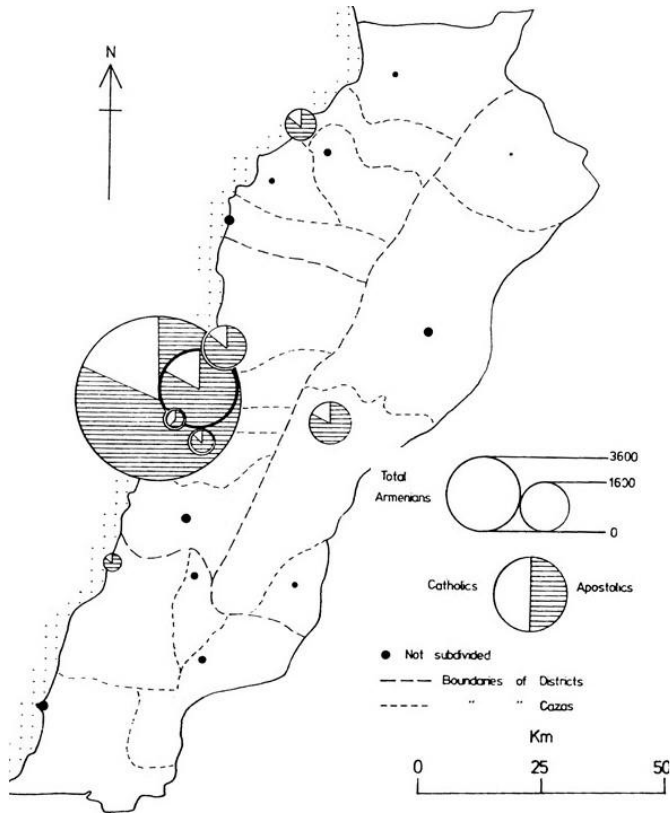 N
3600
1600
Total
Armenians
0
Catholics
Apostolics
Not subdivided
Boundaries of Districts
" " Cazas
Km
0 25 50